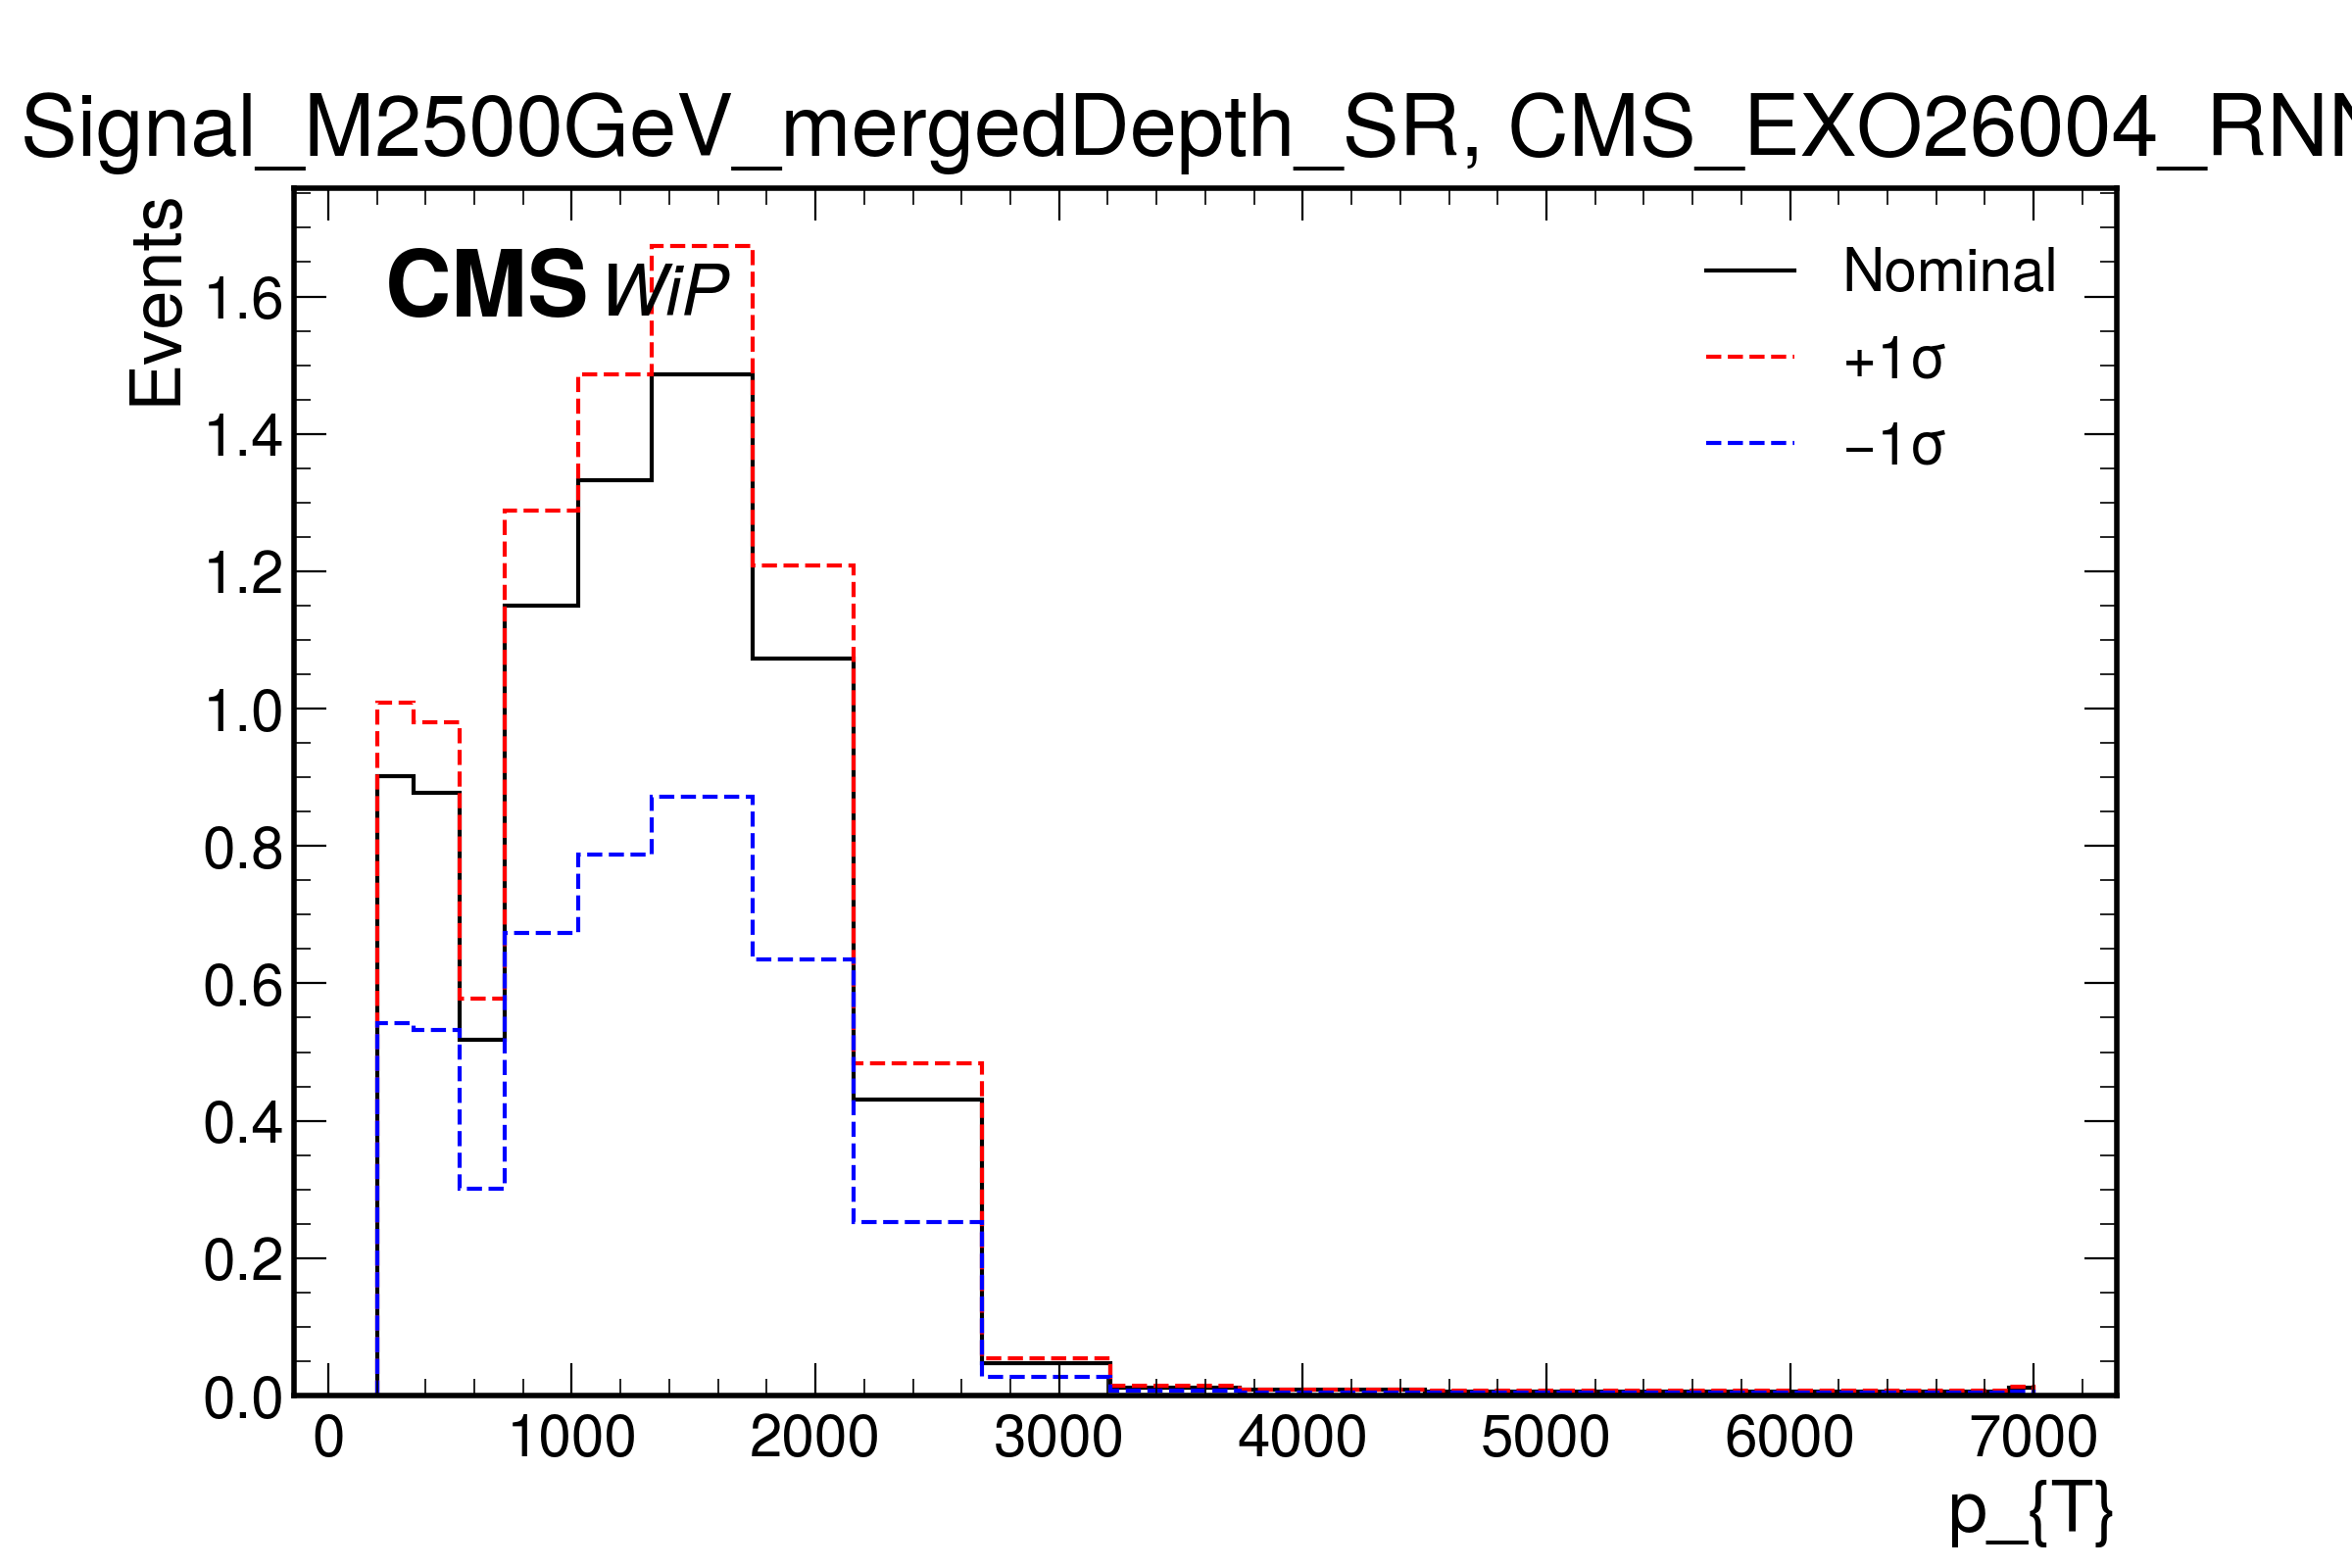 Signal_M2500GeV_mergedDepth_SR, CMS_EXO26004_RNN
Events
CMS WiP
Nominal
+1σ
−1σ
1.6
1.4
1.2
1.0
0.8
0.6
0.4
0.2
0.0
0 1000 2000 3000 4000 5000 6000 7000
p_{T}